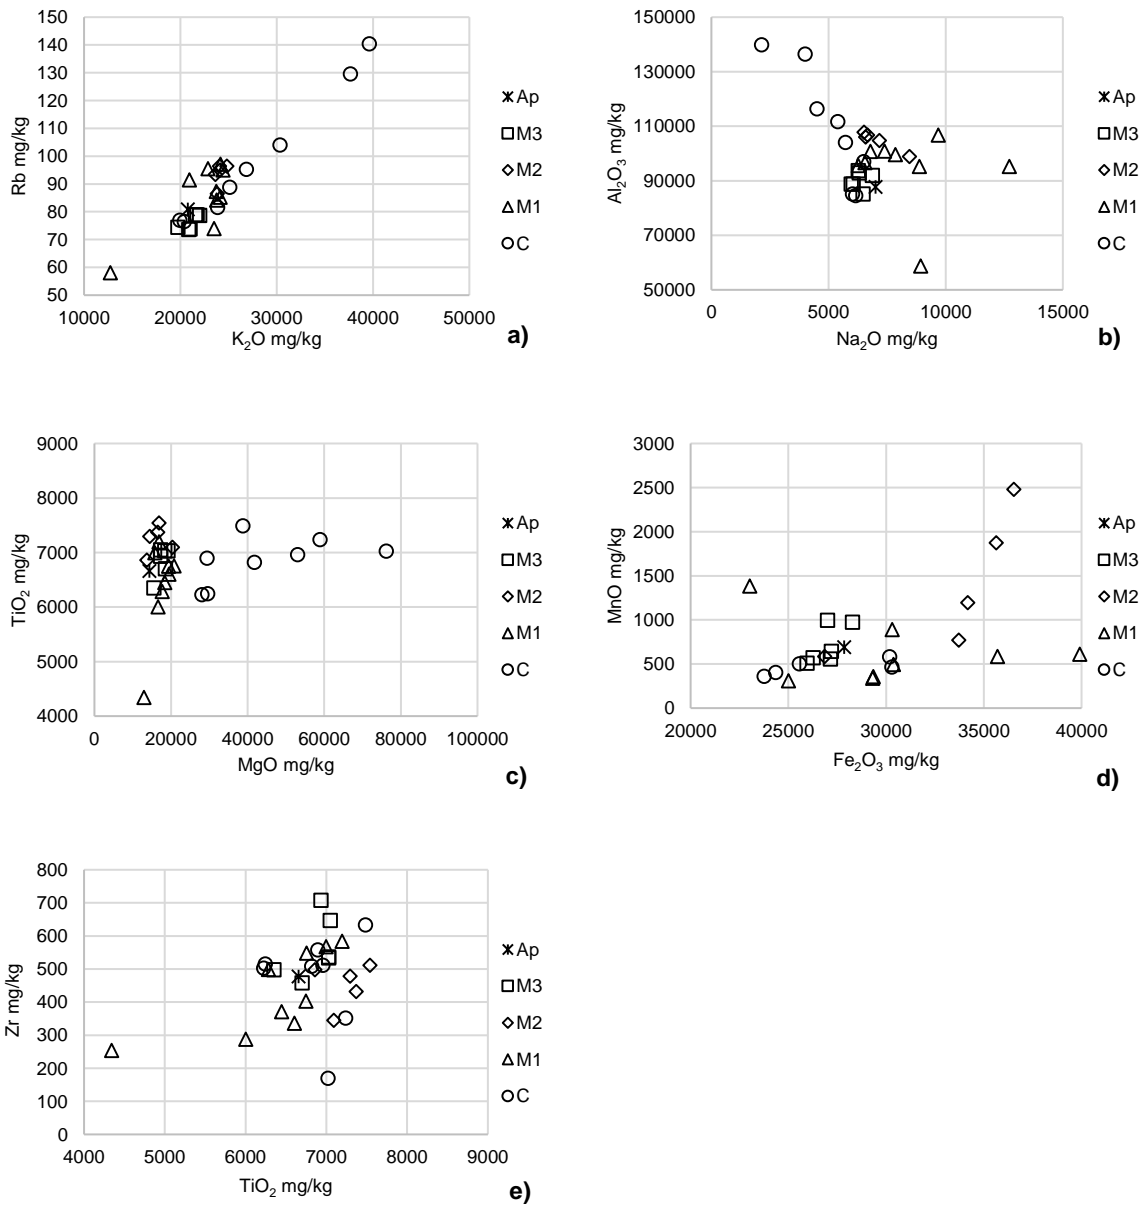 150
140
130
120
110
100
90
80
70
60
50
Rb mg/kg
10000 20000 30000 40000 50000
K₂O mg/kg
Ap
M3
M2
M1
C
a)
150000
130000
110000
90000
70000
50000
Al₂O₃ mg/kg
0 5000 10000 15000
Na₂O mg/kg
Ap
M3
M2
M1
C
b)
9000
8000
7000
6000
5000
4000
TiO₂ mg/kg
0 20000 40000 60000 80000 100000
MgO mg/kg
Ap
M3
M2
M1
C
c)
3000
2500
2000
1500
1000
500
0
MnO mg/kg
20000 25000 30000 35000 40000
Fe₂O₃ mg/kg
Ap
M3
M2
M1
C
d)
800
700
600
500
400
300
200
100
0
Zr mg/kg
4000 5000 6000 7000 8000 9000
TiO₂ mg/kg
Ap
M3
M2
M1
C
e)